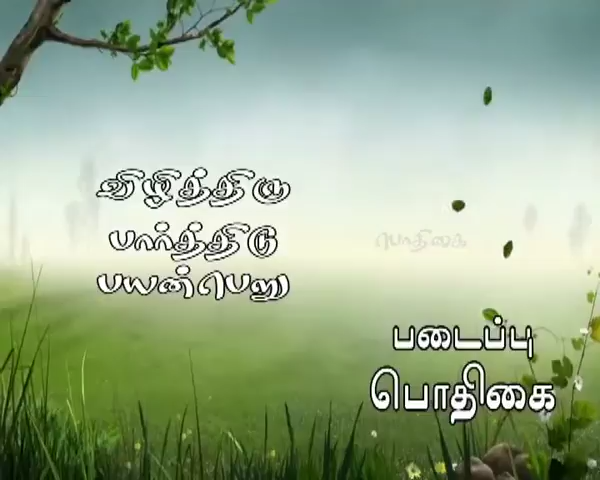 விழித்திரு
பார்த்திடு
பயன்பெறு
பொதிகை
படைப்பு
பொதிகை